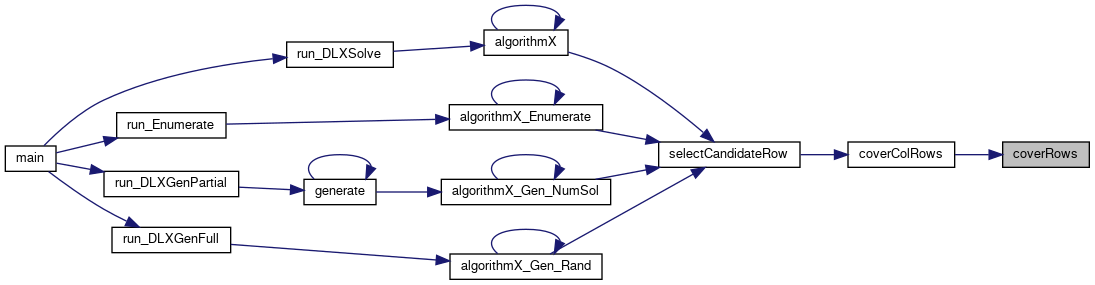 main
run_DLXSolve
algorithmX
run_Enumerate
algorithmX_Enumerate
run_DLXGenPartial
generate
algorithmX_Gen_NumSol
run_DLXGenFull
algorithmX_Gen_Rand
selectCandidateRow
coverColRows
coverRows